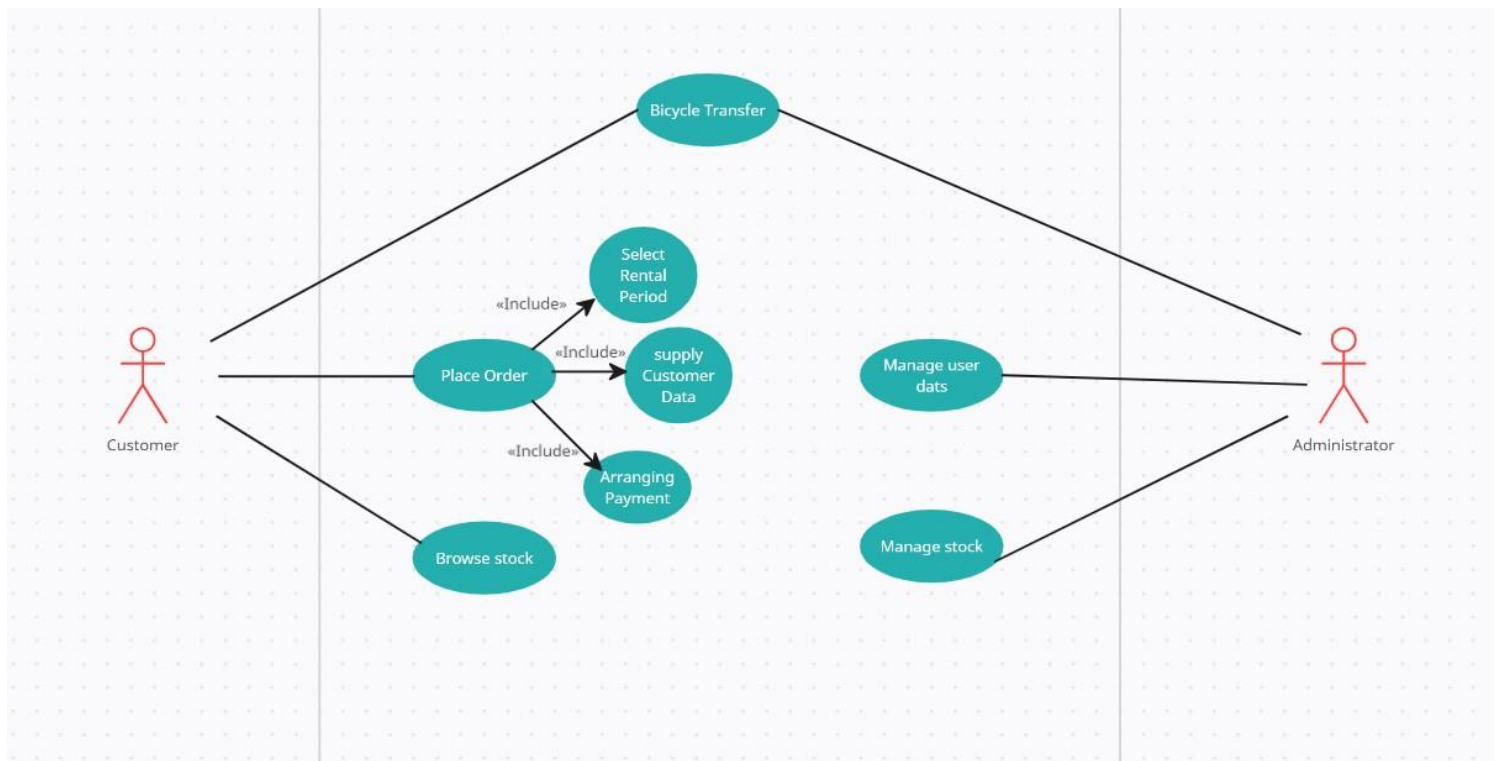 Bicycle Transfer
Select
Rental
Period
«Include»
«Include»
supply
Customer
Data
Place Order
Manage user
dats
Customer
Administrator
«Include»
Arranging
Payment
Browse stock
Manage stock